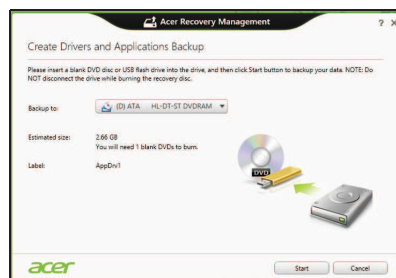 Acer Recovery Management
? X
Create Drivers and Applications Backup
Please insert a blank DVD disc or USB flash drive into the drive, and then click Start button to backup your data. NOTE: Do
NOT disconnect the drive while burning the recovery disc.
Backup to: (D) ATA HL-DT-ST DVDRAM
Estimated size: 2.66 GB
You will need 1 blank DVDs to burn.
Label: AppDrv1
DVD
acer Start Cancel